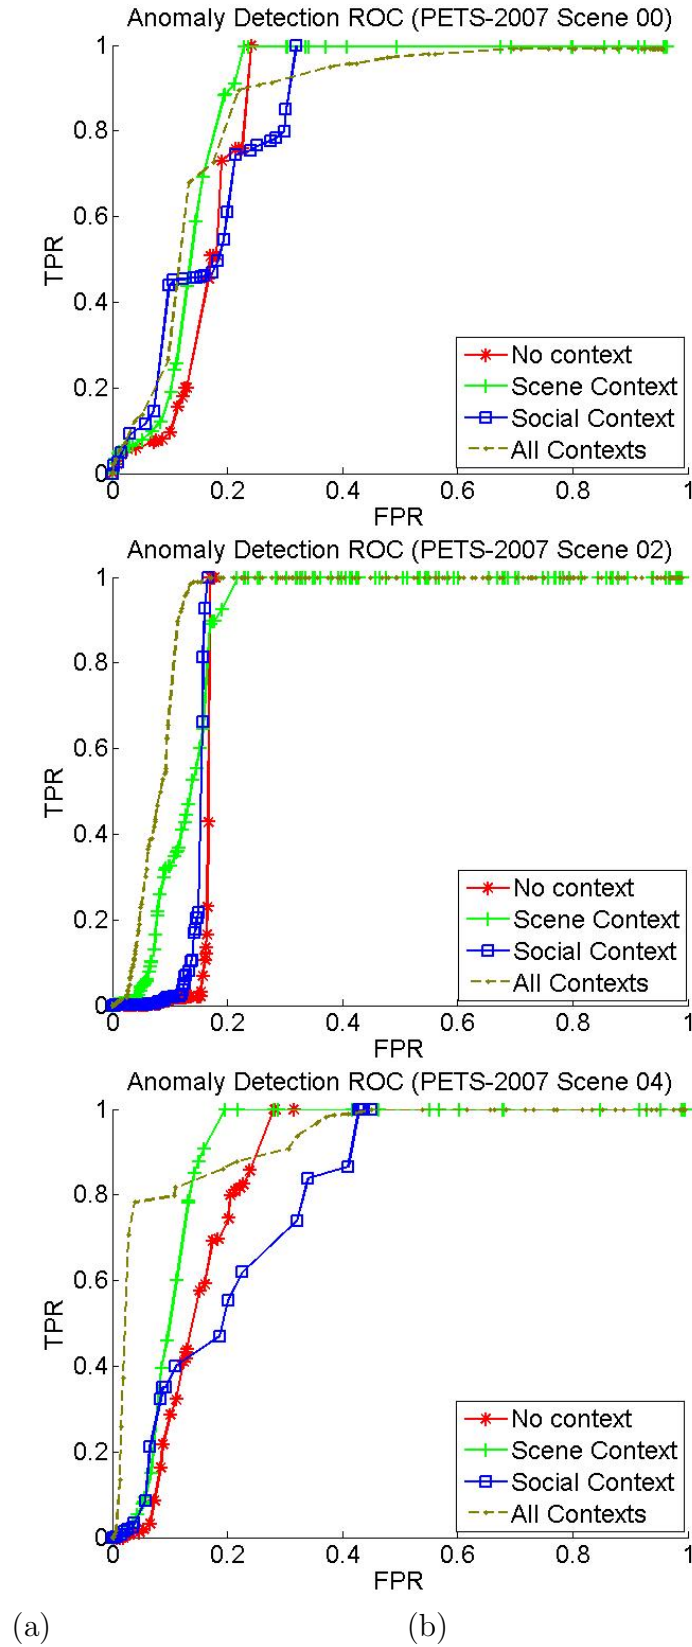 Anomaly Detection ROC (PETS-2007 Scene 00)
1
0.8
0.6
0.4
0.2
0
TPR
No context
Scene Context
Social Context
All Contexts
0 0.2 0.4 0.6 0.8 1
FPR
Anomaly Detection ROC (PETS-2007 Scene 02)
1
0.8
0.6
0.4
0.2
0
TPR
No context
Scene Context
Social Context
All Contexts
0 0.2 0.4 0.6 0.8 1
FPR
Anomaly Detection ROC (PETS-2007 Scene 04)
1
0.8
0.6
0.4
0.2
0
TPR
No context
Scene Context
Social Context
All Contexts
0 0.2 0.4 0.6 0.8 1
FPR
(a) (b)